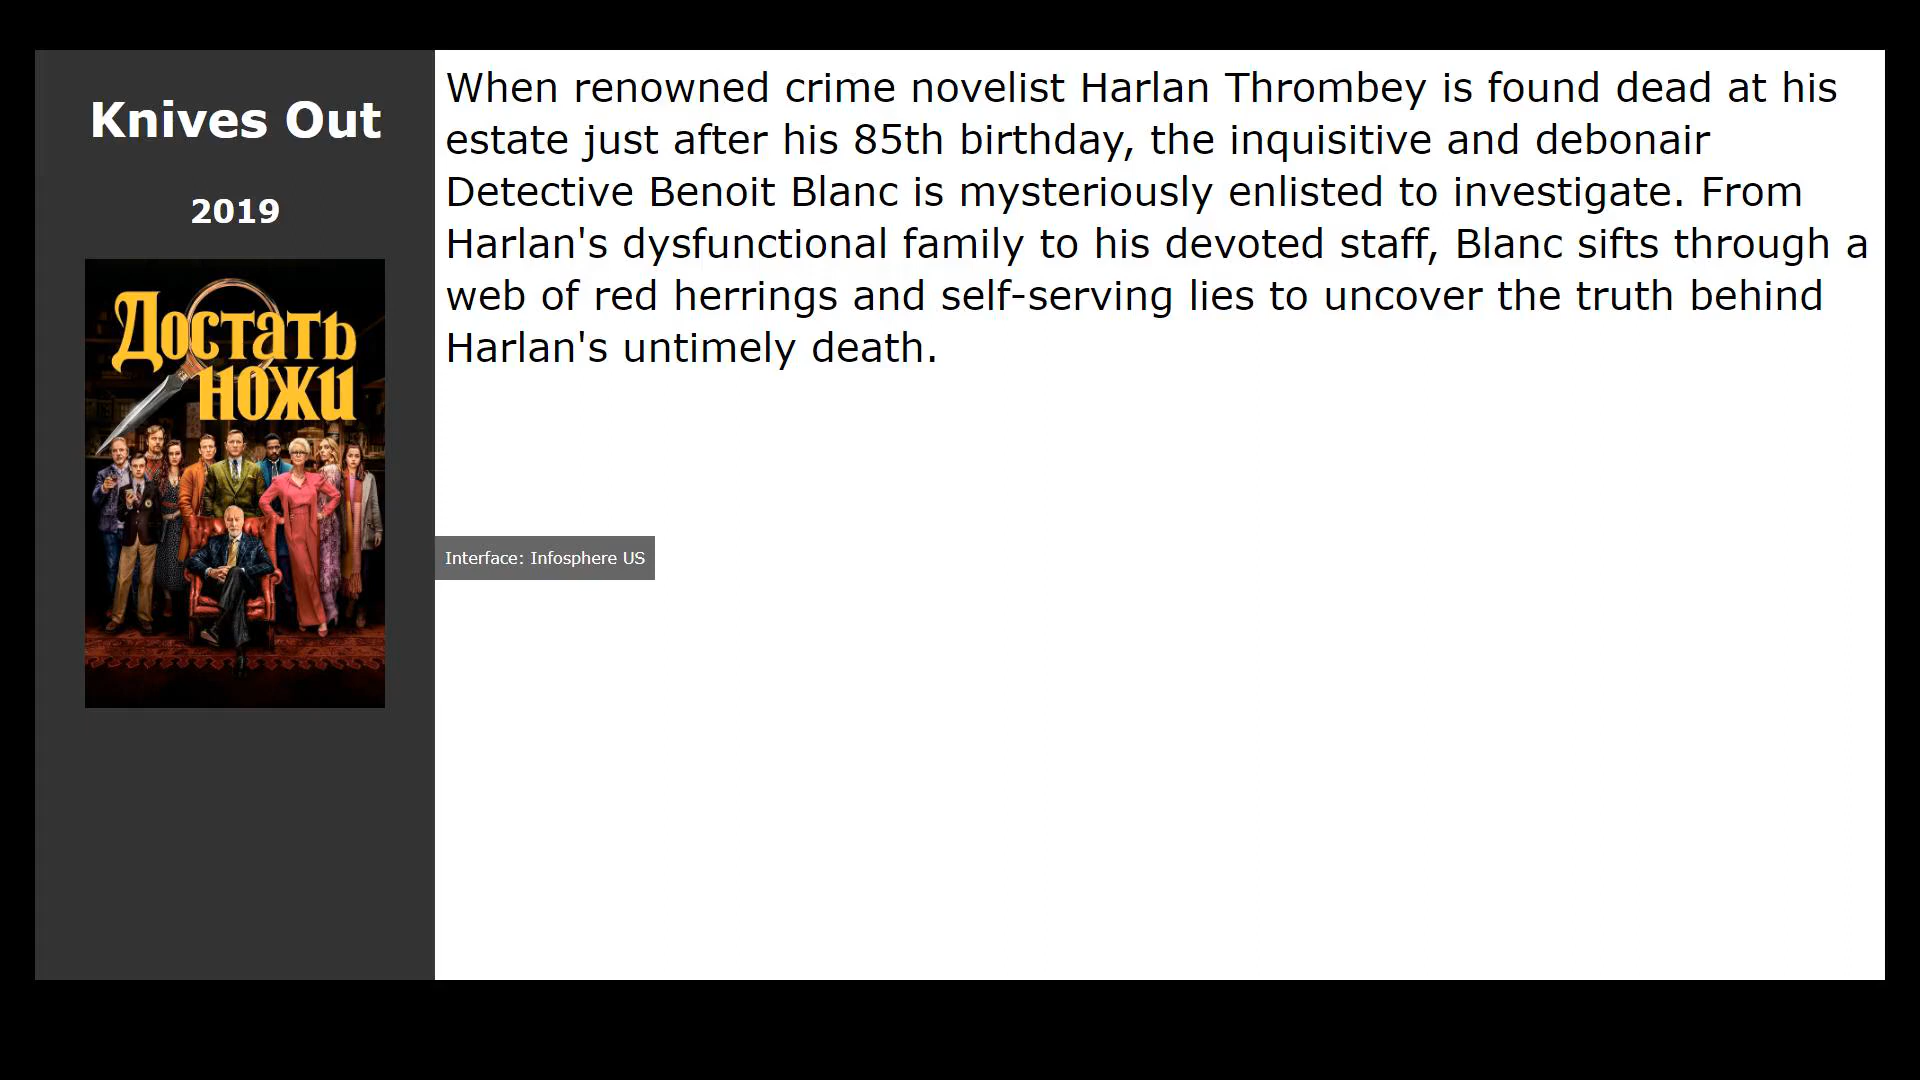 Knives Out
2019
Достать
ножи
When renowned crime novelist Harlan Thrombey is found dead at his
estate just after his 85th birthday, the inquisitive and debonair
Detective Benoit Blanc is mysteriously enlisted to investigate. From
Harlan's dysfunctional family to his devoted staff, Blanc sifts through a
web of red herrings and self-serving lies to uncover the truth behind
Harlan's untimely death.
Interface: Infosphere US